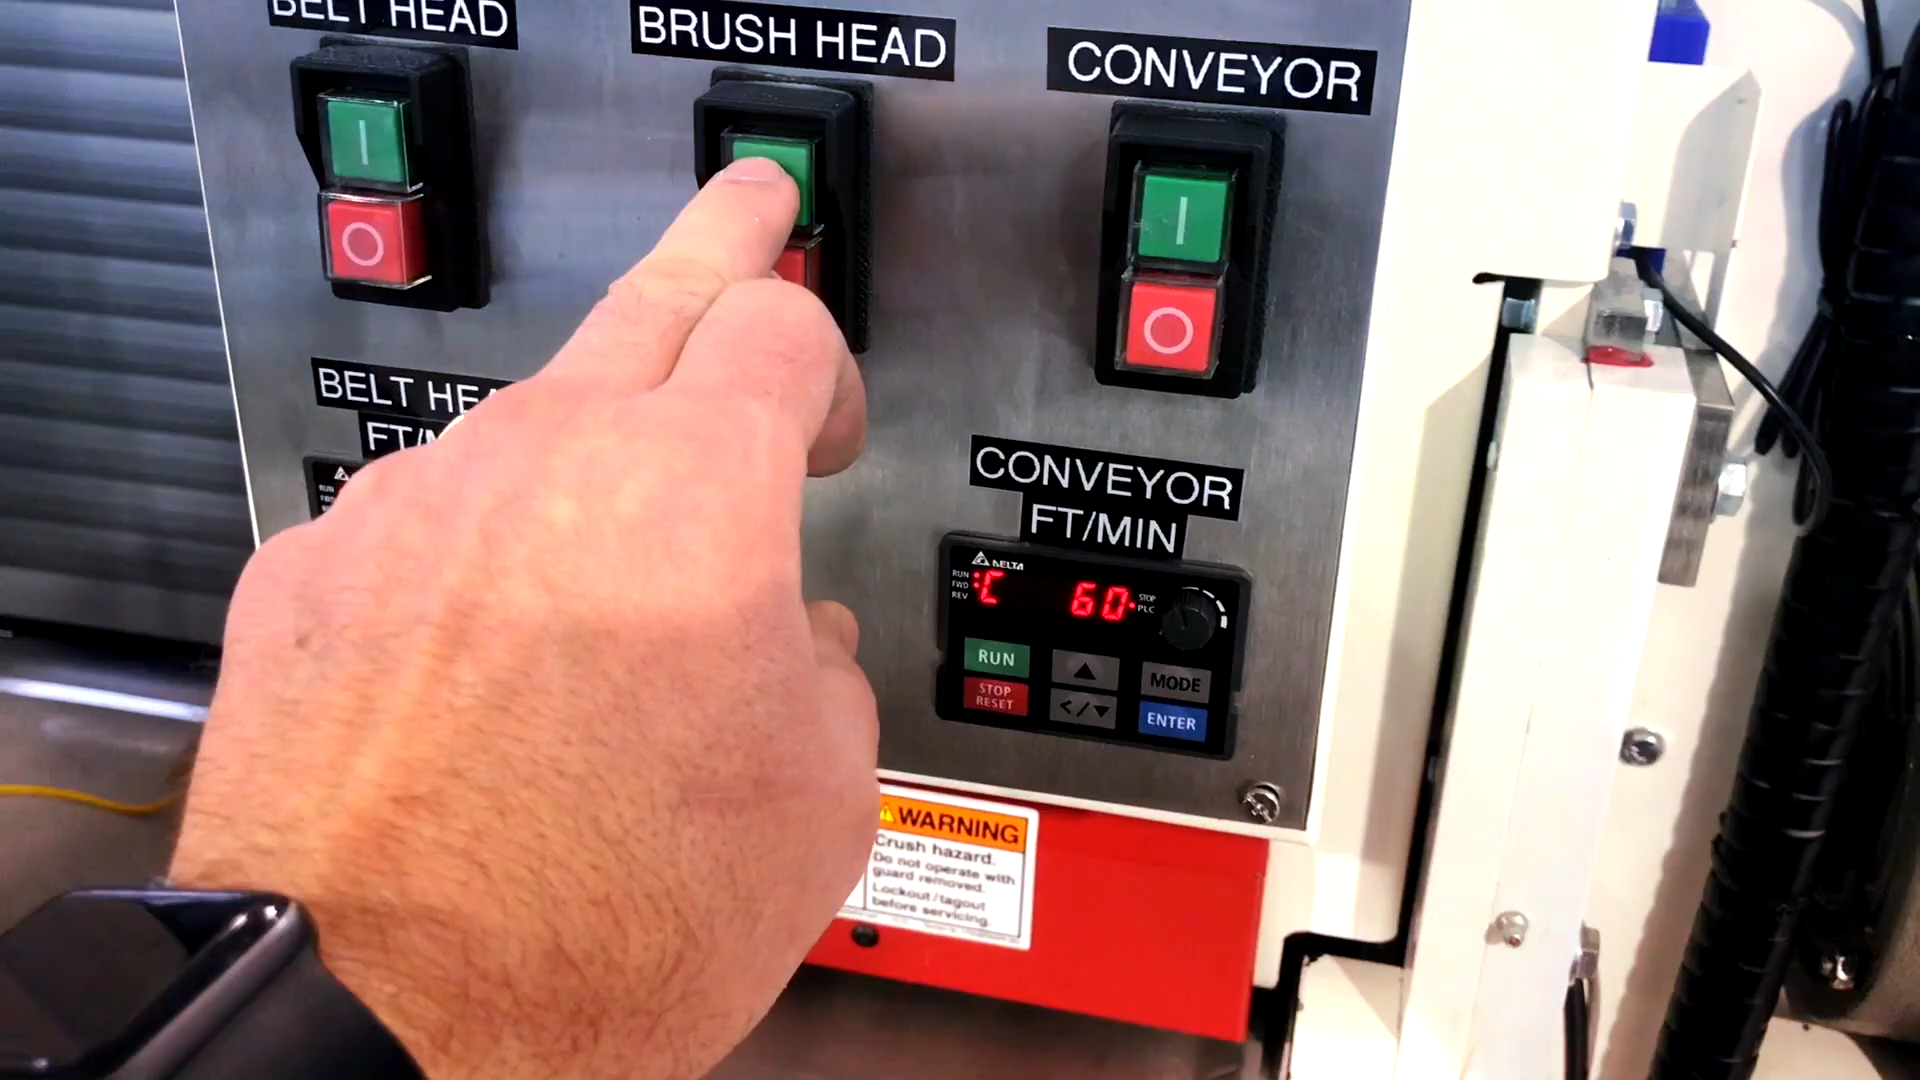 BELT HEAD
BRUSH HEAD
CONVEYOR
I
I
O
O
BELT HEA
FT/M
CONVEYOR
FT/MIN
DELTA
RUN
FWD
REV
C 60.
STOP
PLC
RUN
STOP
RESET
MODE
ENTER
WARNING
Crush hazard.
Do not operate with
guard removed.
Lockout/tagout
before servicing.